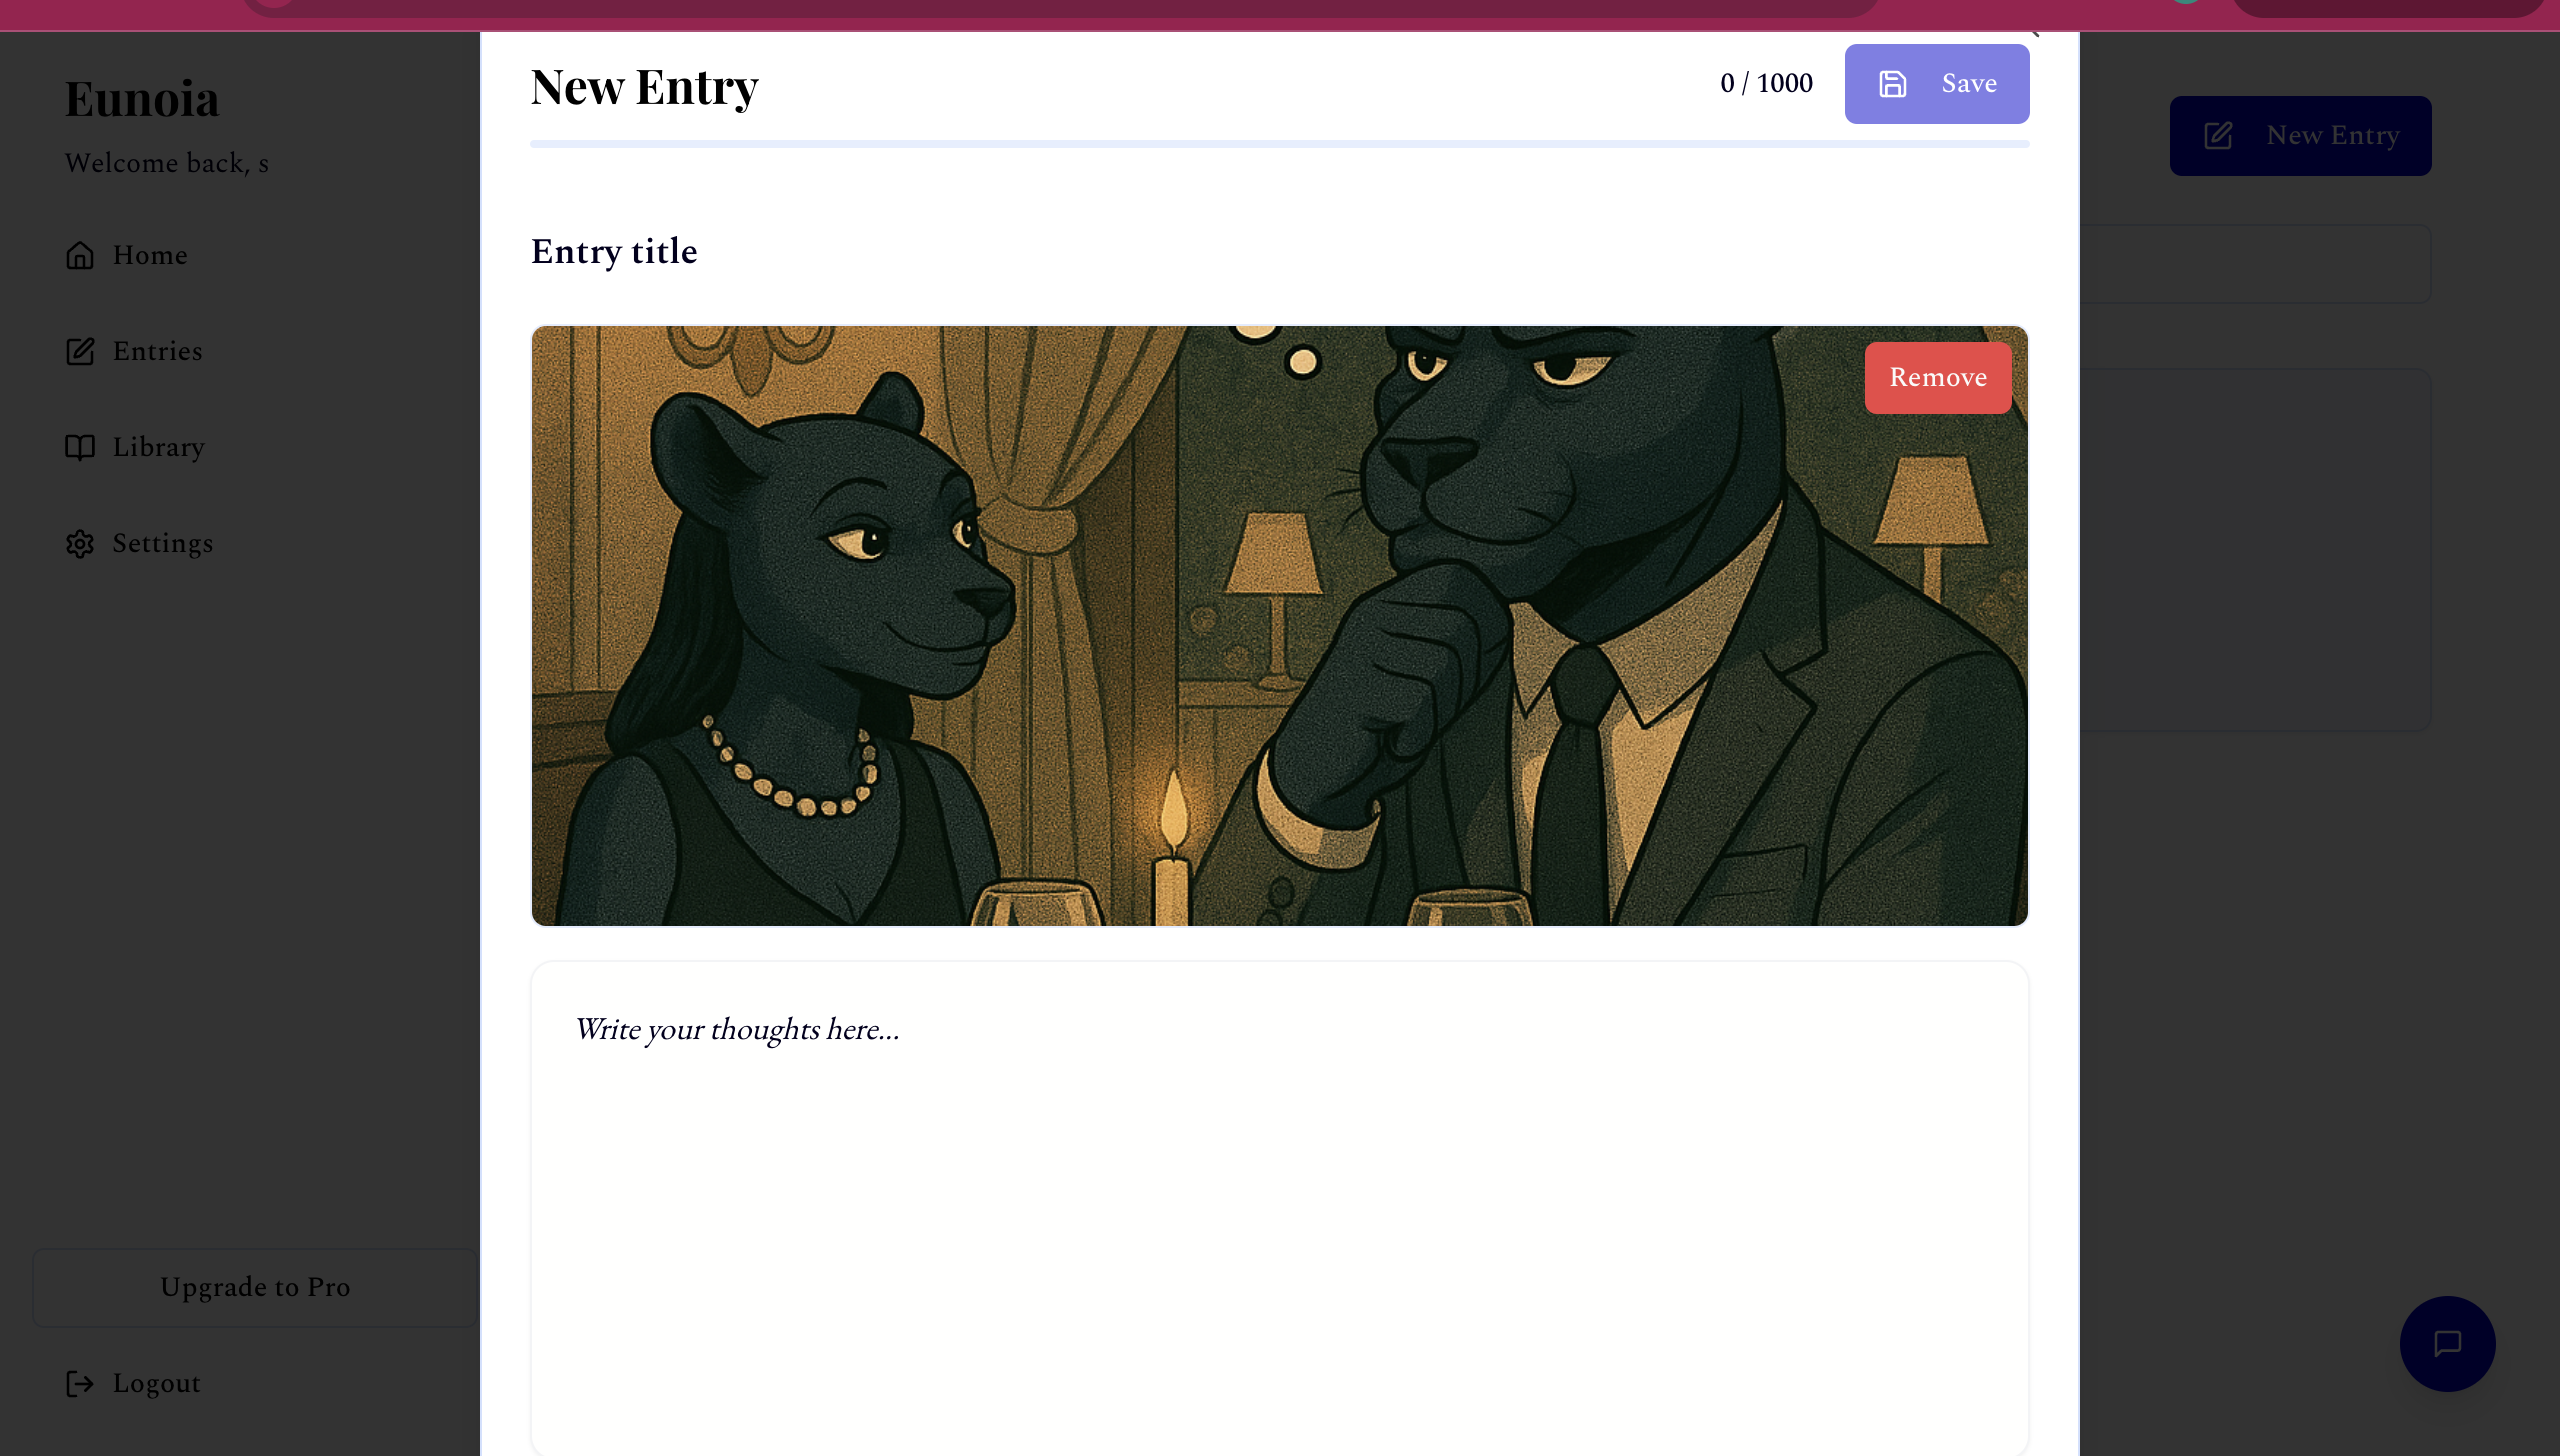 Eunoia
Welcome back, s
Home
Entries
Library
Settings
Upgrade to Pro
Logout
New Entry
0 / 1000
Save
Entry title
Remove
Write your thoughts here...
New Entry